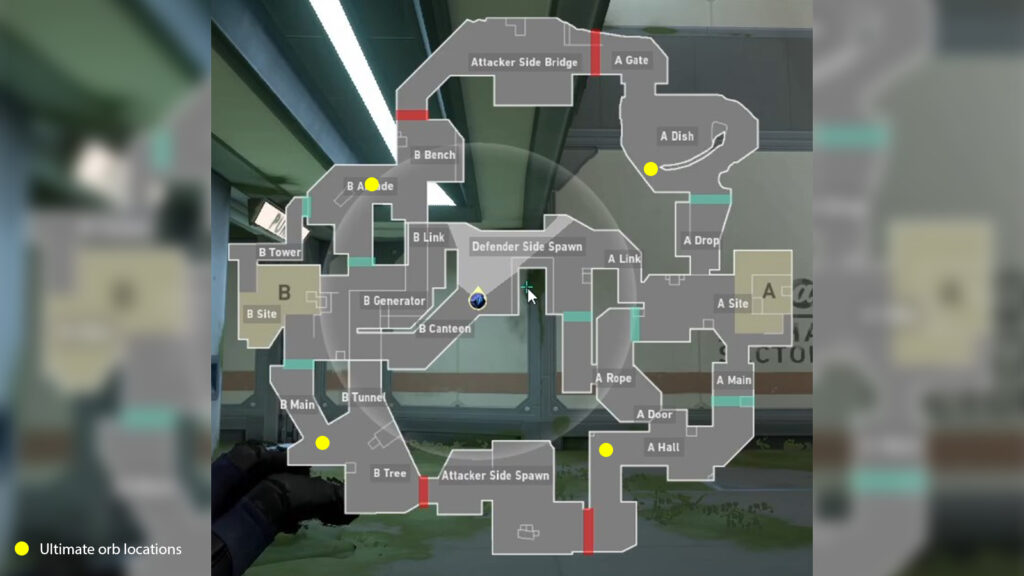 Attacker Side Bridge
A Gate
A Dish
B Bench
B Link
Defender Side Spawn
A Drop
A Link
B Tower
B
B Site
B Generator
B Canteen
A Site
A
B Main
B Tunnel
A Rope
A Main
A Door
A Hall
B Tree
Attacker Side Spawn
Ultimate orb locations